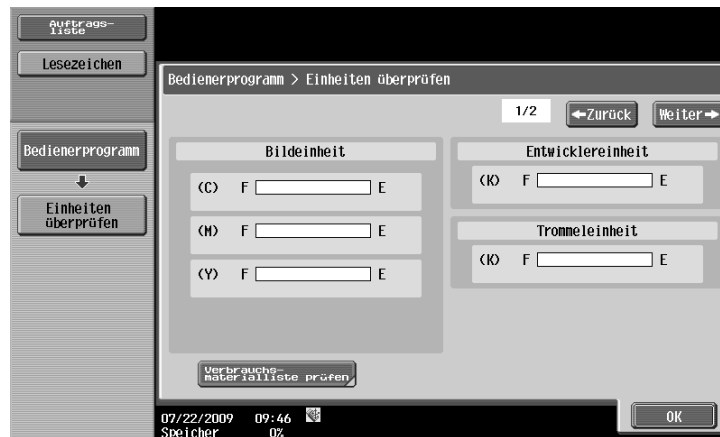 Auftrags-
liste
Lesezeichen
Bedienerprogramm > Einheiten überprüfen
1/2 ←Zurück Weiter→
Bedienerprogramm
Einheiten
überprüfen
Bildeinheit
(C) F E
(M) F E
(Y) F E
Entwicklereinheit
(K) F E
Trommeleinheit
(K) F E
Verbrauchs-
materialliste prüfen
07/22/2009 09:46
Speicher 0%
OK